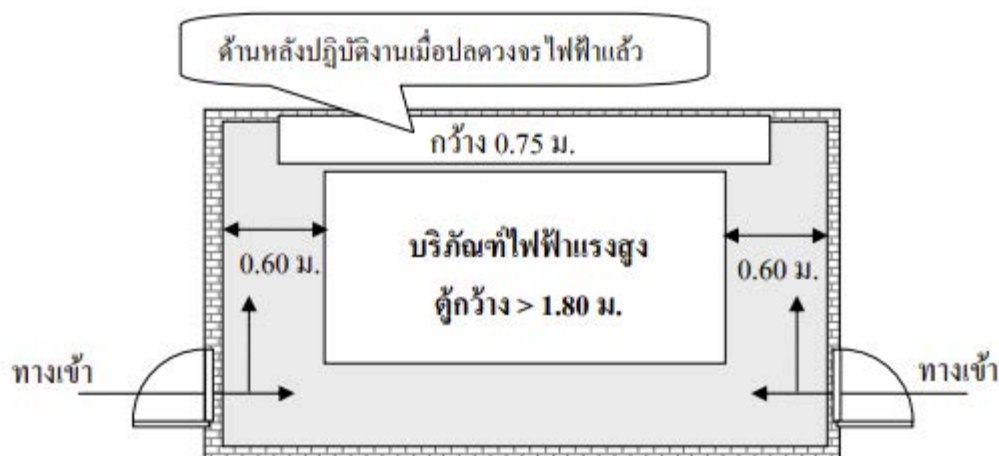 ด้านหลังปฏิบัติงานเมื่อปลดวงจรไฟฟ้าแล้ว
กว้าง 0.75 ม.
บริภัณฑ์ไฟฟ้าแรงสูง
ตู้กว้าง > 1.80 ม.
0.60 ม.
0.60 ม.
ทางเข้า
ทางเข้า